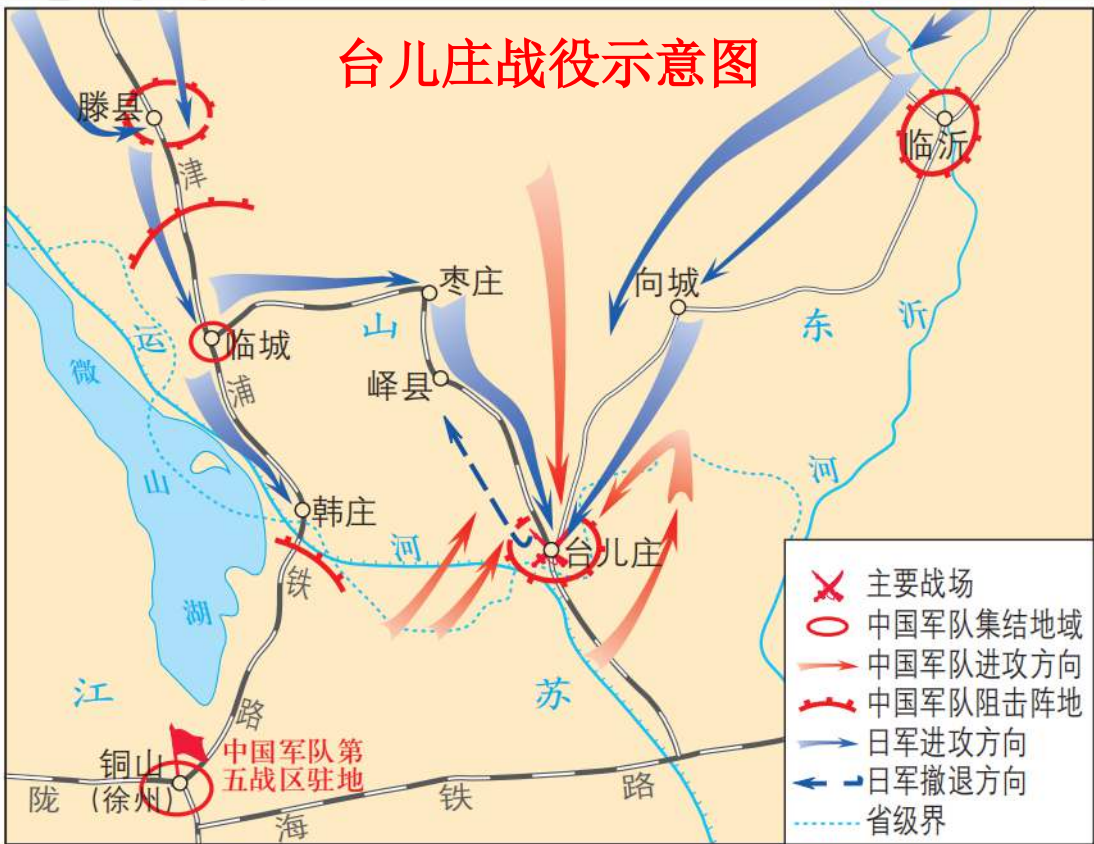 台儿庄战役示意图
滕县
临沂
津
枣庄
向城
山
东
沂
运
临城
微
峄县
浦
山
韩庄
河
河
台儿庄
铁
湖
江
苏
路
铜山
(徐州)
中国军队第
五战区驻地
陇
海
铁
路
主要战场
中国军队集结地域
中国军队进攻方向
中国军队阻击阵地
日军进攻方向
日军撤退方向
省级界